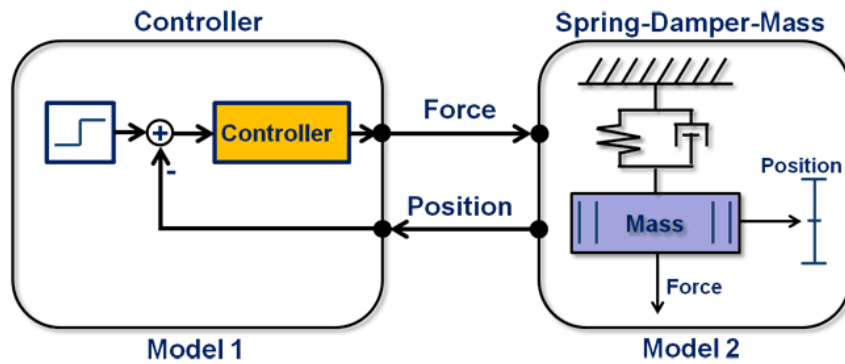 Controller
Spring-Damper-Mass
+
Controller
-
Force
Position
Position
Mass
Force
Model 1
Model 2